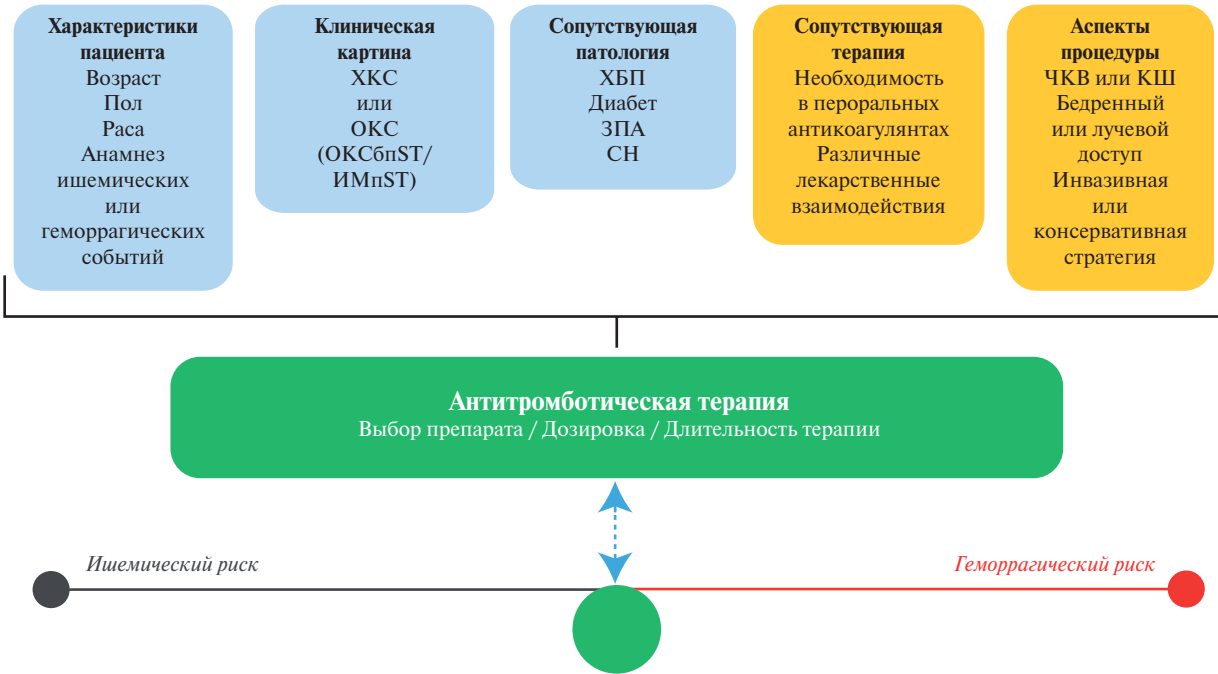 Характеристики
пациента
Возраст
Пол
Раса
Анамнез
ишемических
или
геморрагических
событий
Клиническая
картина
ХКС
или
ОКС
(ОКСбпST/
ИМпST)
Сопутствующая
патология
ХБП
Диабет
ЗПА
СН
Сопутствующая
терапия
Необходимость
в пероральных
антикоагулянтах
Различные
лекарственные
взаимодействия
Аспекты
процедуры
ЧКВ или КШ
Бедренный
или лучевой
доступ
Инвазивная
или
консервативная
стратегия
Антитромботическая терапия
Выбор препарата / Дозировка / Длительность терапии
Ишемический риск
Геморрагический риск